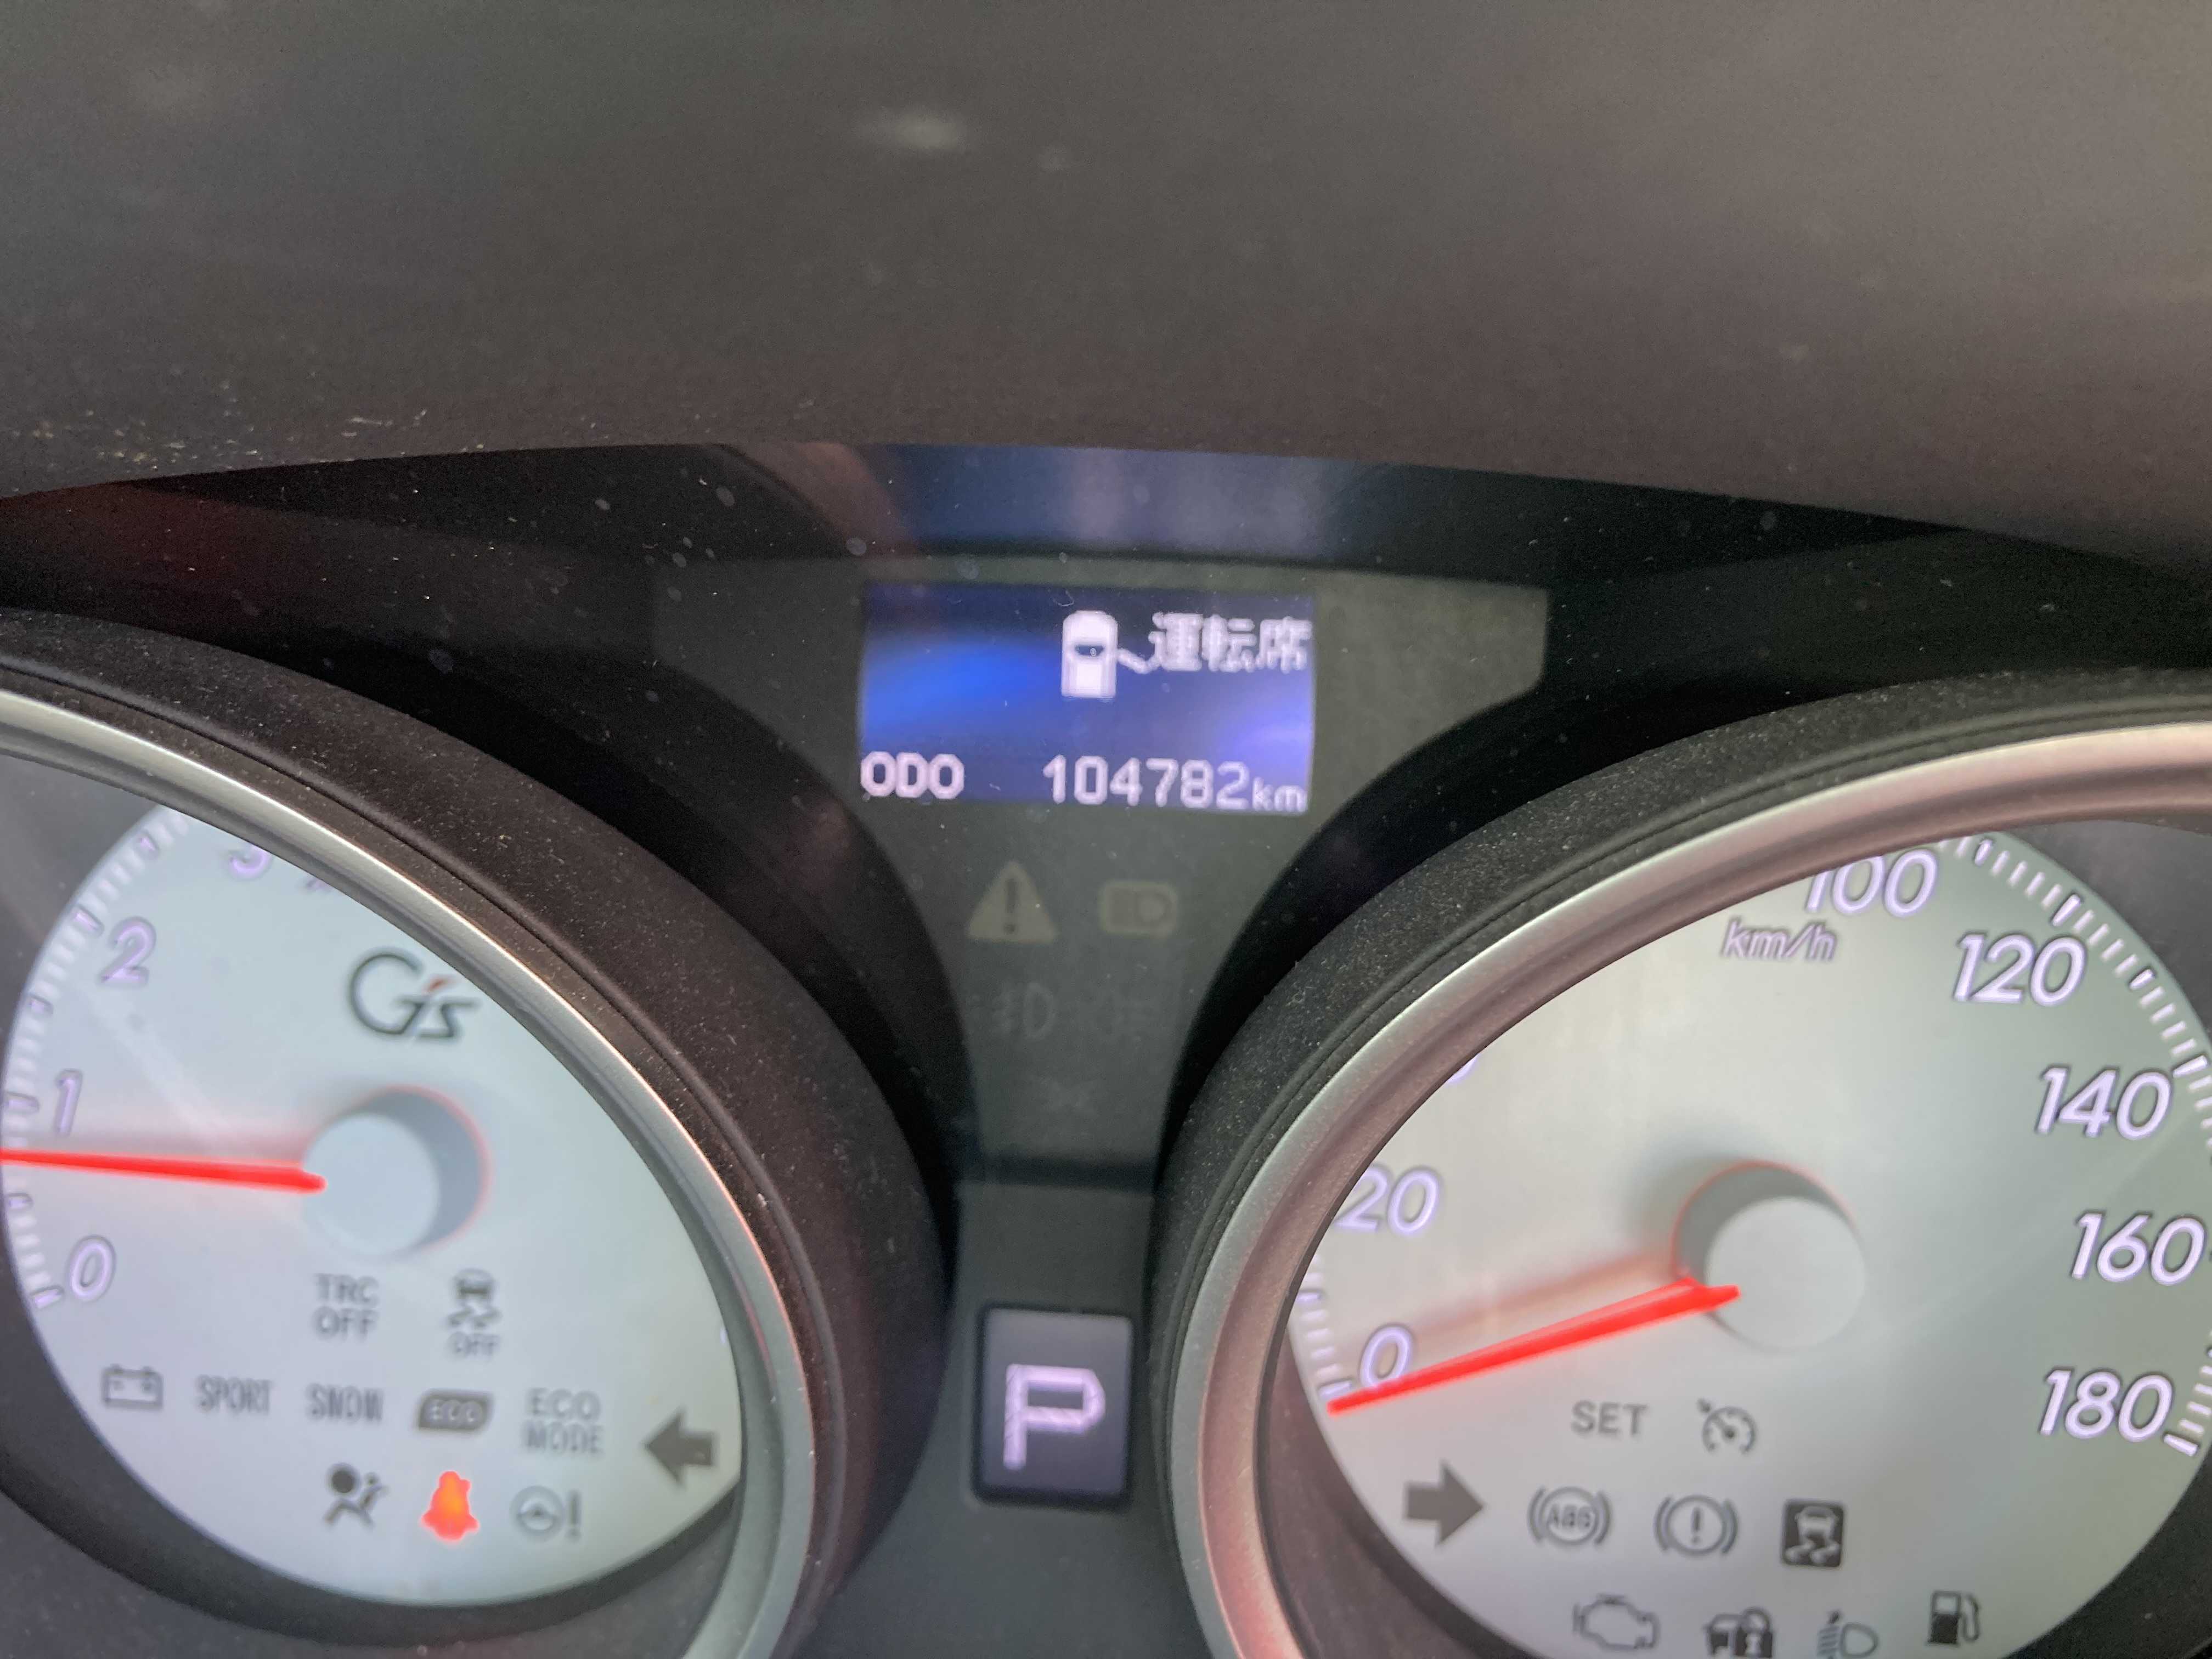 運転席
ODO 104782km
3
2
1
0
G's
TRC
OFF
OFF
SPORT SNOW ECO ECO
MODE
P
100
km/h
120
140
20
160
0
180
SET
ABS